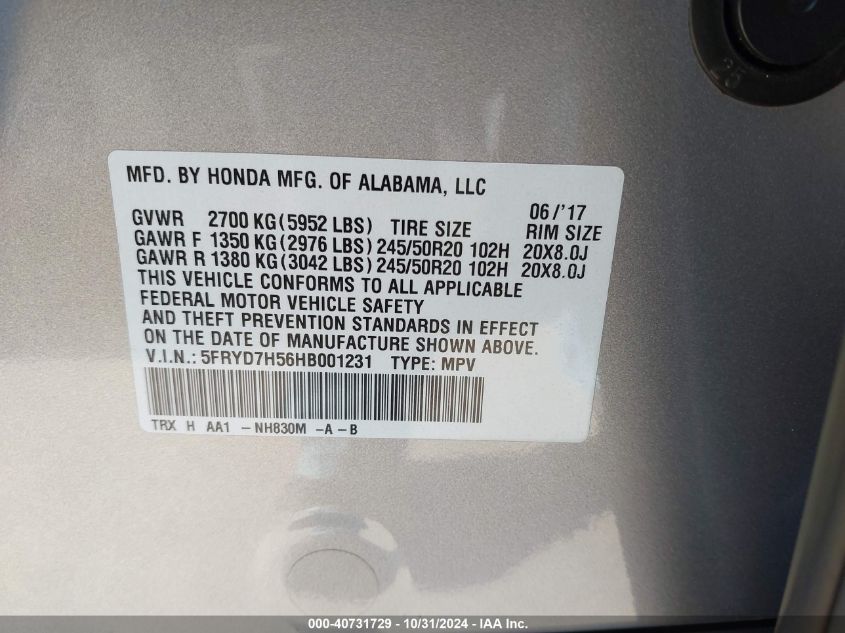 25
MFD. BY HONDA MFG. OF ALABAMA, LLC
06/'17
GVWR 2700 KG(5952 LBS) TIRE SIZE RIM SIZE
GAWR F 1350 KG(2976 LBS) 245/50R20 102H 20X8.0J
GAWR R 1380 KG(3042 LBS) 245/50R20 102H 20X8.0J
THIS VEHICLE CONFORMS TO ALL APPLICABLE
FEDERAL MOTOR VEHICLE SAFETY
AND THEFT PREVENTION STANDARDS IN EFFECT
ON THE DATE OF MANUFACTURE SHOWN ABOVE.
V.I.N.: 5FRYD7H56HB001231 TYPE: MPV
TRX H AA1 -NH830M -A-B
000-40731729 - 10/31/2024 - IAA Inc.